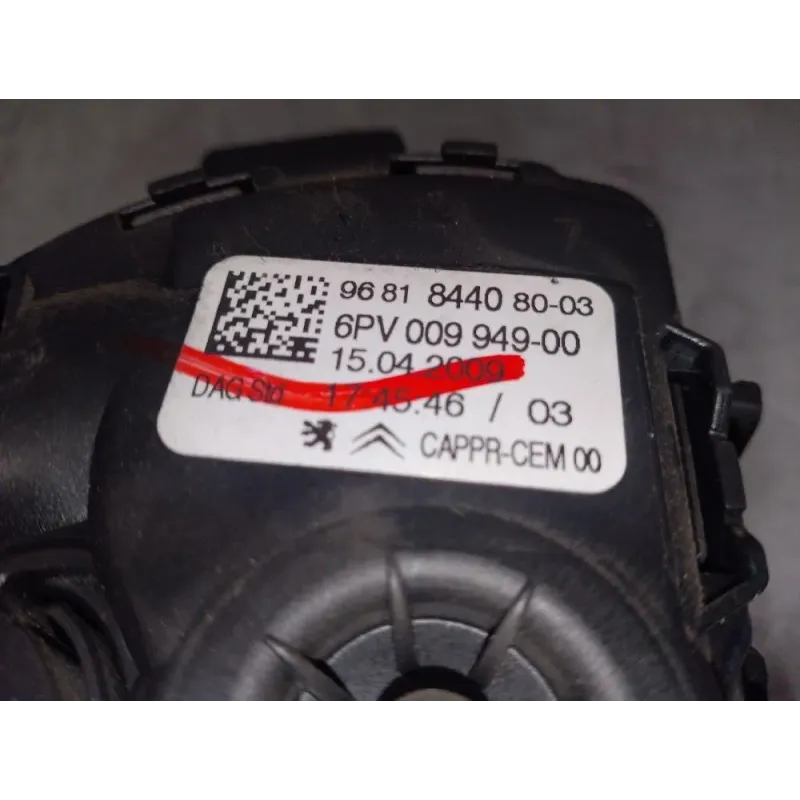 96 81 8440 80-03
6PV 009 949-00
15.04.2009
DAG Std 17.45.46 / 03
CAPPR-CEM 00